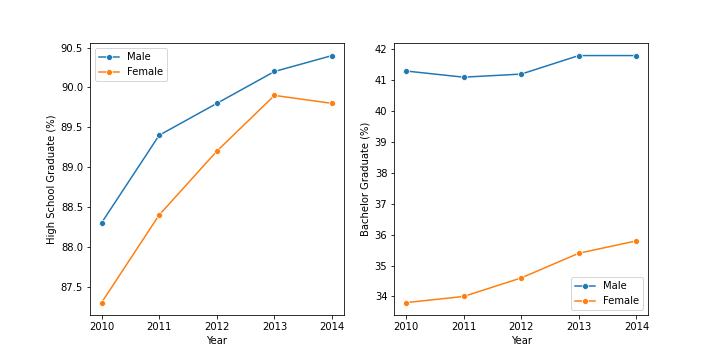 High School Graduate (%)
90.5
90.0
89.5
89.0
88.5
88.0
87.5
Male
Female
2010 2011 2012 2013 2014
Year
Bachelor Graduate (%)
42
41
40
39
38
37
36
35
34
Male
Female
2010 2011 2012 2013 2014
Year